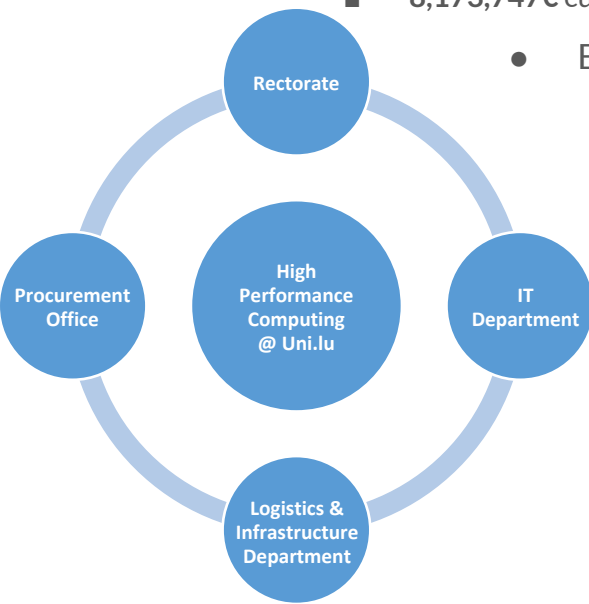 Rectorate
Procurement
Office
High
Performance
Computing
@ Uni.lu
IT
Department
Logistics &
Infrastructure
Department